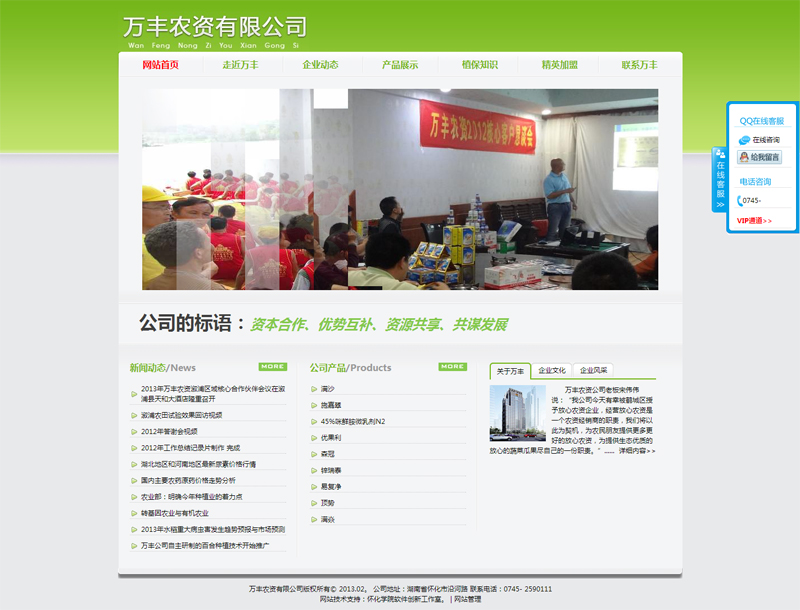 万丰农资有限公司
Wan Feng Nong Zi You Xian Gong Si
网站首页 走近万丰 企业动态 产品展示 植保知识 精英加盟 联系万丰
万丰农资2012核心客户恳谈会
QQ在线客服
在线咨询
给我留言
电话咨询
0745-
VIP通道>>
在线客服
>>
公司的标语： 资本合作、优势互补、资源共享、共谋发展
新闻动态/News MORE
2013年万丰农资溆浦区域核心合作伙伴会议在溆
浦县天和大酒店隆重召开
溆浦农田试验效果回访视频
2012年答谢会视频
2012年工作总结记录片制作 完成
湖北地区和河南地区最新尿素价格行情
国内主要农药原药价格走势分析
农业部：明确今年种植业的着力点
转基因农业与有机农业
2013年水稻重大病虫害发生趋势预报与市场预测
万丰公司自主研制的百合种植技术开始推广
公司产品/Products MORE
满沙
施嘉翠
45%咪鲜胺微乳剂N2
优果利
森冠
锦瑞泰
易复净
顶势
满焱
关于万丰 企业文化 企业风采
万丰农资公司老板宋伟伟
说：“我公司今天有幸被鹤城区授
予放心农资企业，经营放心农资是
一个农资经销商的职责，我们将以
此为契机，为农民朋友提供更多更
好的放心农资，为提供生态优质的
放心的蔬菜瓜果尽自己的一份职责。”...... 详细内容>>
万丰农资有限公司版权所有© 2013.02。 公司地址：湖南省怀化市沿河路 联系电话：0745- 2590111
网站技术支持：怀化学院软件创新工作室。 | 网站管理